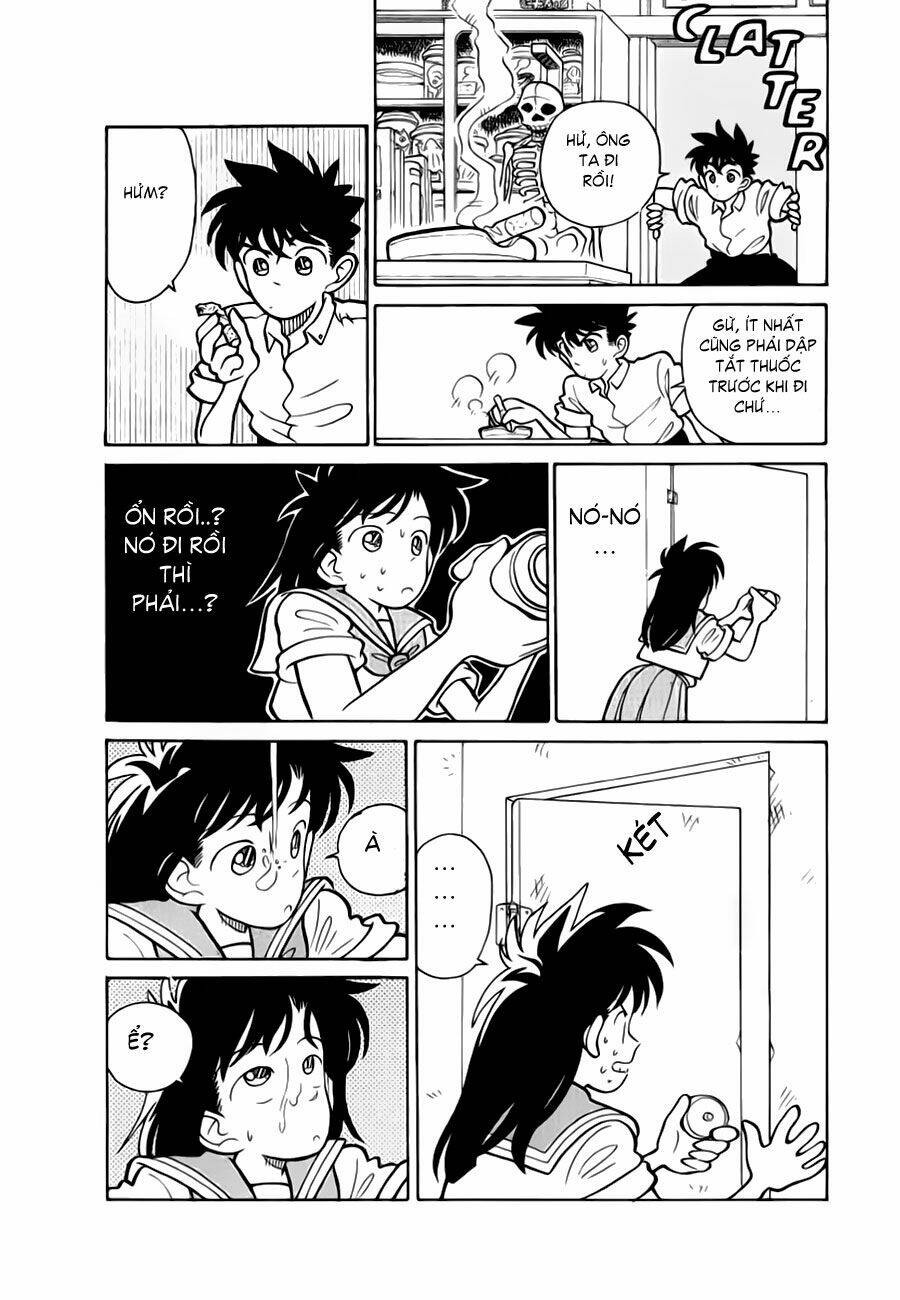 CLATTER
HỬ, ÔNG
TA ĐI
RỒI!
GỪ, ÍT NHẤT
CŨNG PHẢI DẬP
TẮT THUỐC
TRƯỚC KHI ĐI
CHỨ...
HỬM?
NÓ-NÓ
...
ỔN RỒI..?
NÓ ĐI RỒI
THÌ
PHẢI...?
KÉT
...
...
...
À
Ể?